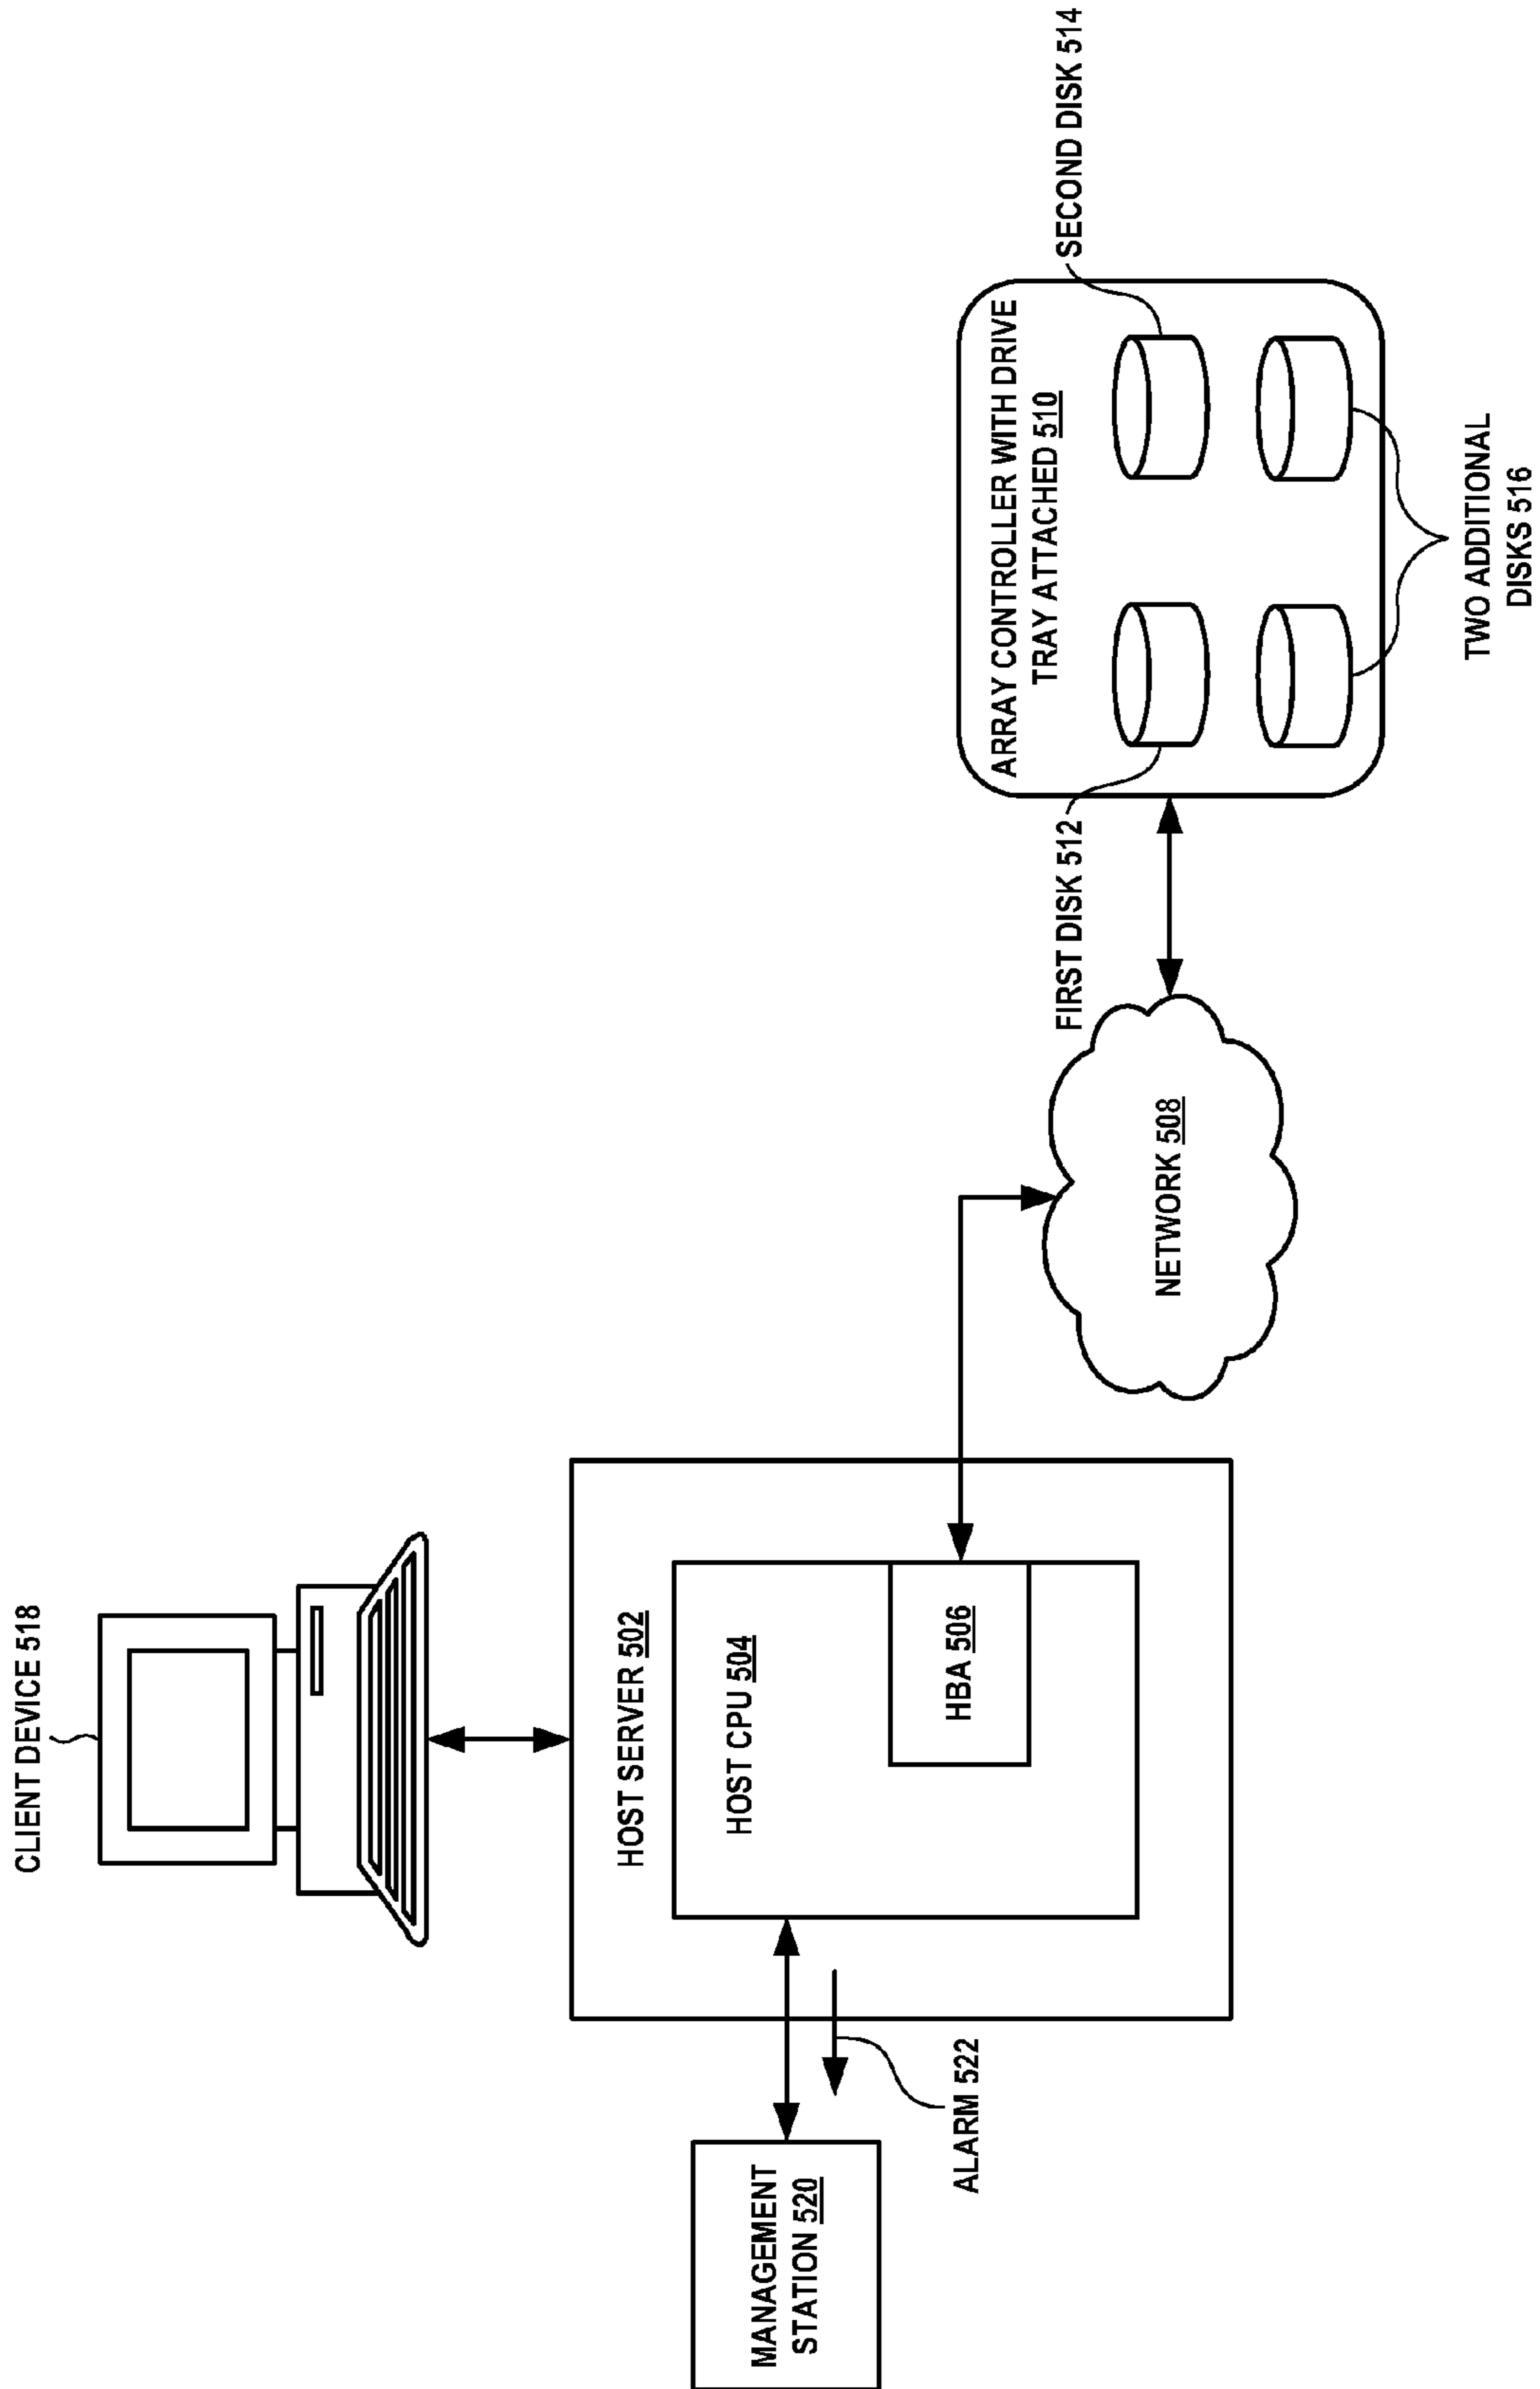 CLIENT DEVICE 518
HOST SERVER 502
HOST CPU 504
HBA 506
MANAGEMENT
STATION 520
ALARM 522
NETWORK 508
ARRAY CONTROLLER WITH DRIVE
TRAY ATTACHED 510
FIRST DISK 512
SECOND DISK 514
TWO ADDITIONAL
DISKS 516